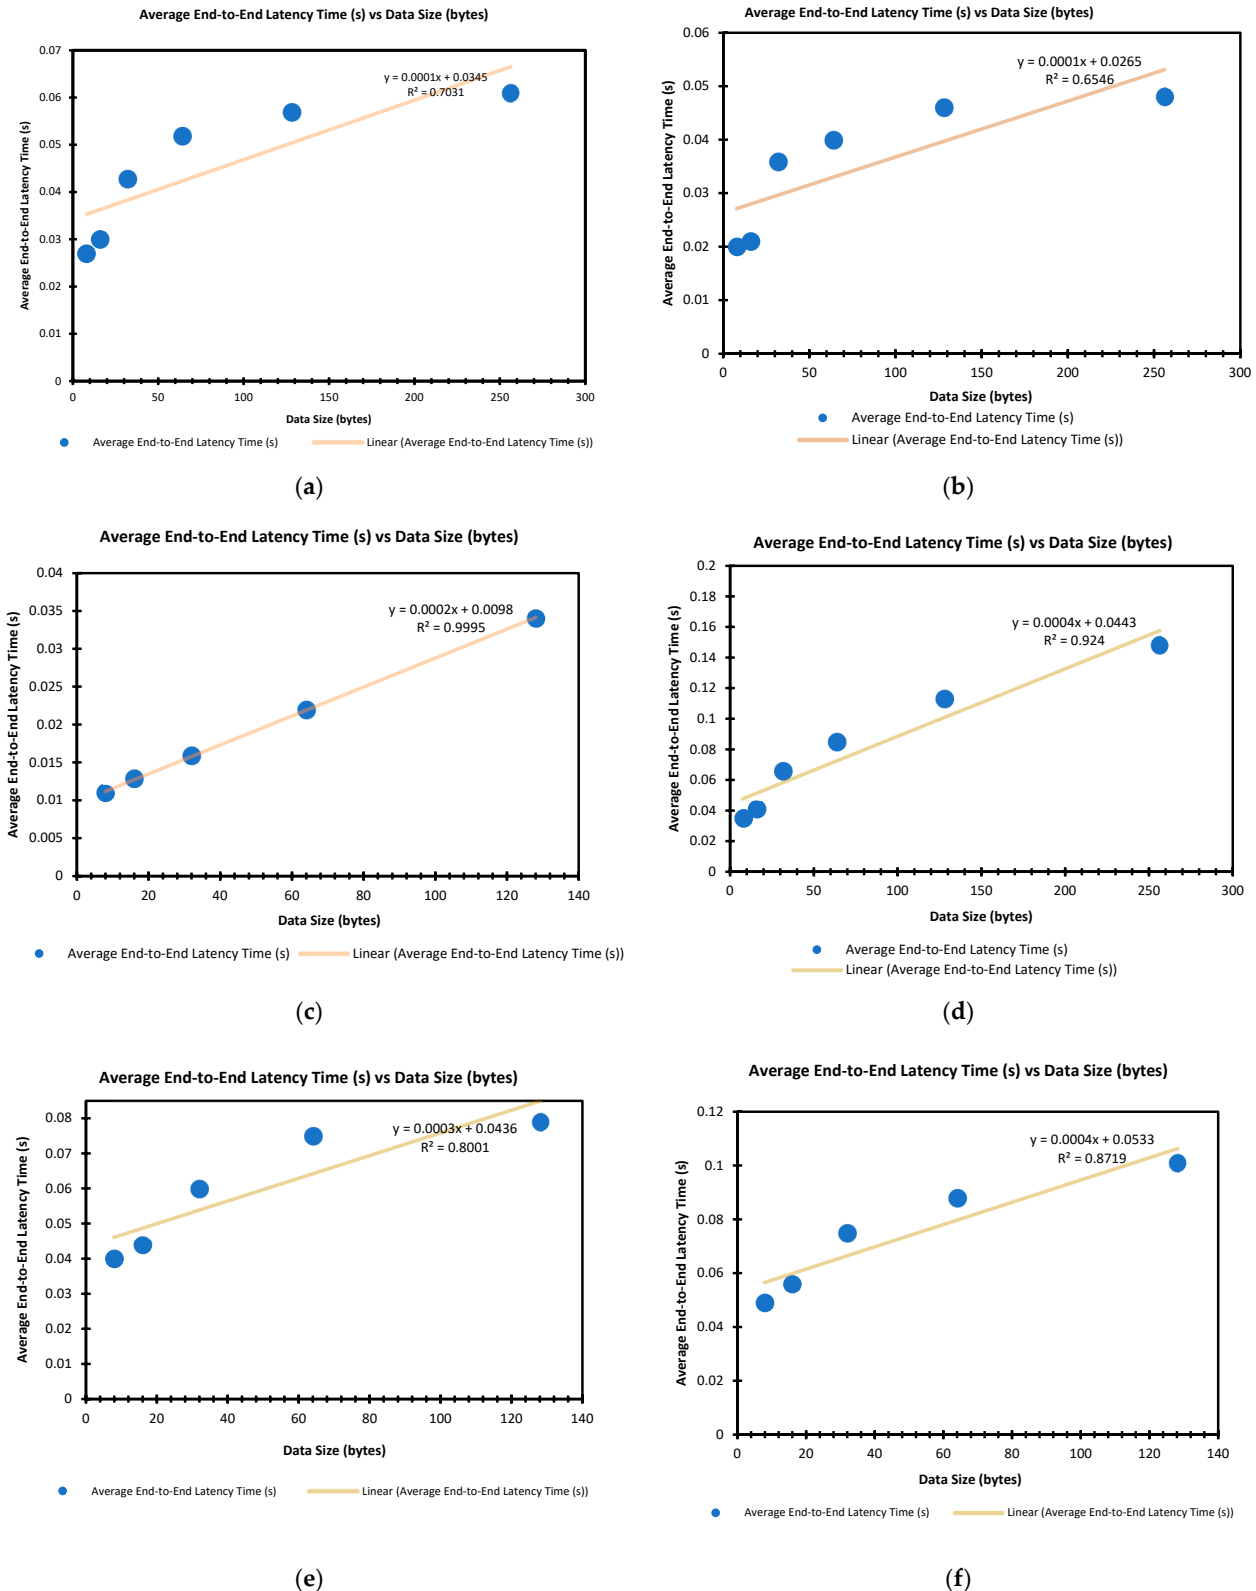 Average End-to-End Latency Time (s) vs Data Size (bytes)
Average End-to-End Latency Time (s)
0.07
0.06
0.05
0.04
0.03
0.02
0.01
0
y = 0.0001x + 0.0345
R² = 0.7031
0 50 100 150 200 250 300
Data Size (bytes)
Average End-to-End Latency Time (s) Linear (Average End-to-End Latency Time (s))
(a)
Average End-to-End Latency Time (s) vs Data Size (bytes)
Average End-to-End Latency Time (s)
0.06
0.05
0.04
0.03
0.02
0.01
0
y = 0.0001x + 0.0265
R² = 0.6546
0 50 100 150 200 250 300
Data Size (bytes)
Average End-to-End Latency Time (s)
Linear (Average End-to-End Latency Time (s))
(b)
Average End-to-End Latency Time (s) vs Data Size (bytes)
Average End-to-End Latency Time (s)
0.04
0.035
0.03
0.025
0.02
0.015
0.01
0.005
0
y = 0.0002x + 0.0098
R² = 0.9995
0 20 40 60 80 100 120 140
Data Size (bytes)
Average End-to-End Latency Time (s) Linear (Average End-to-End Latency Time (s))
(c)
Average End-to-End Latency Time (s) vs Data Size (bytes)
Average End-to-End Latency Time (s)
0.2
0.18
0.16
0.14
0.12
0.1
0.08
0.06
0.04
0.02
0
y = 0.0004x + 0.0443
R² = 0.924
0 50 100 150 200 250 300
Data Size (bytes)
Average End-to-End Latency Time (s)
Linear (Average End-to-End Latency Time (s))
(d)
Average End-to-End Latency Time (s) vs Data Size (bytes)
Average End-to-End Latency Time (s)
0.08
0.07
0.06
0.05
0.04
0.03
0.02
0.01
0
y = 0.0003x + 0.0436
R² = 0.8001
0 20 40 60 80 100 120 140
Data Size (bytes)
Average End-to-End Latency Time (s) Linear (Average End-to-End Latency Time (s))
(e)
Average End-to-End Latency Time (s) vs Data Size (bytes)
Average End-to-End Latency Time (s)
0.12
0.1
0.08
0.06
0.04
0.02
0
y = 0.0004x + 0.0533
R² = 0.8719
0 20 40 60 80 100 120 140
Data Size (bytes)
Average End-to-End Latency Time (s) Linear (Average End-to-End Latency Time (s))
(f)